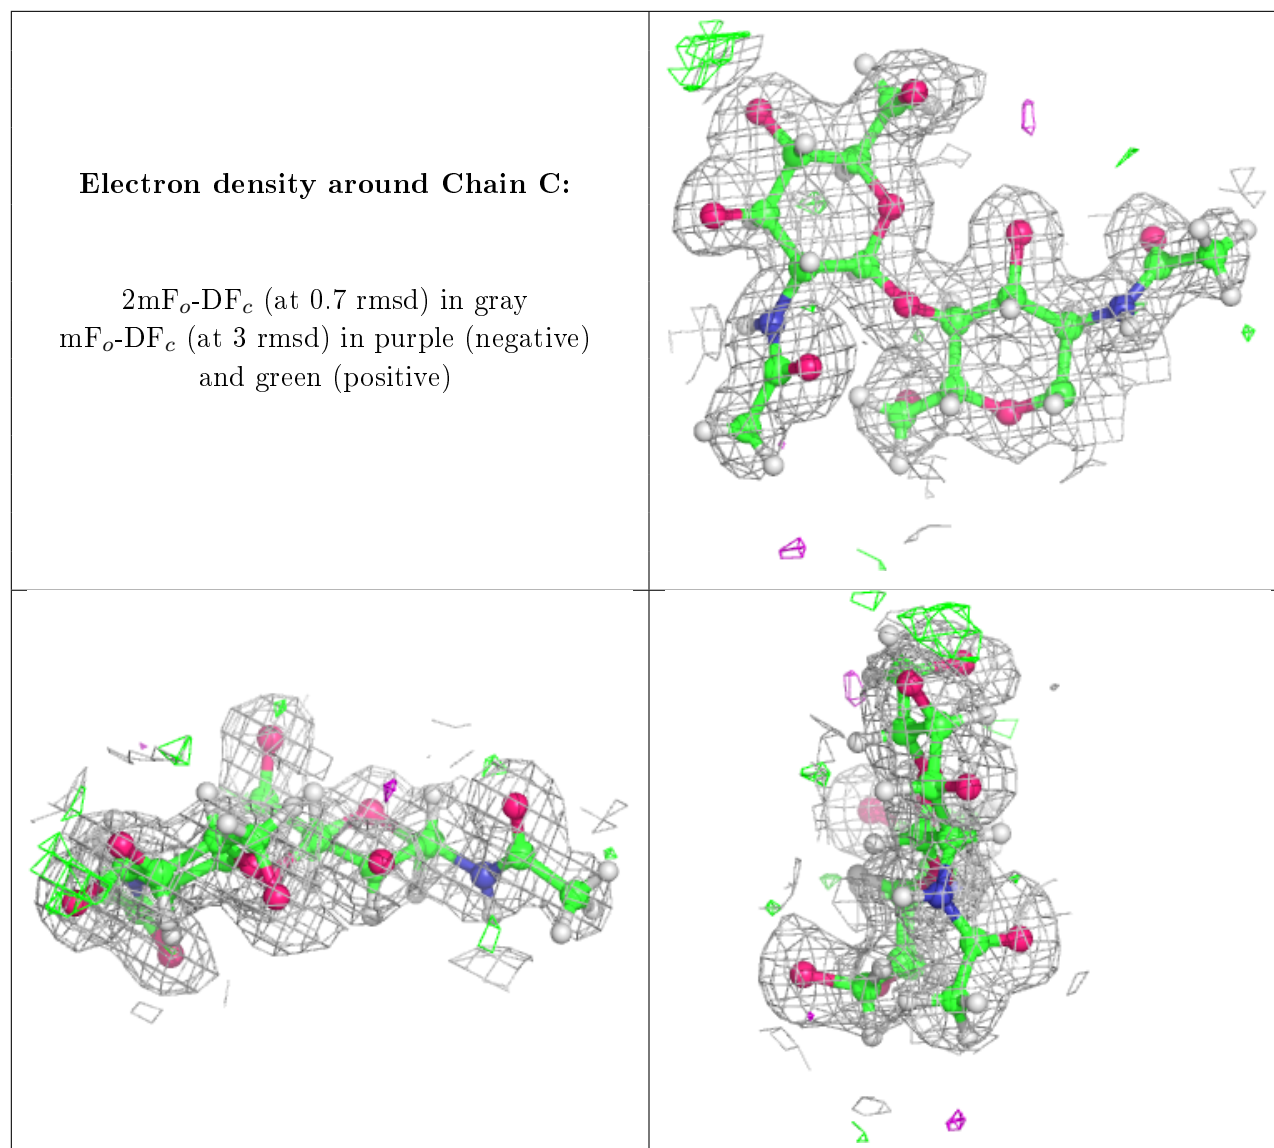 Electron density around Chain C:
2mFₒ-DF𝒸 (at 0.7 rmsd) in gray
mFₒ-DF𝒸 (at 3 rmsd) in purple (negative)
and green (positive)